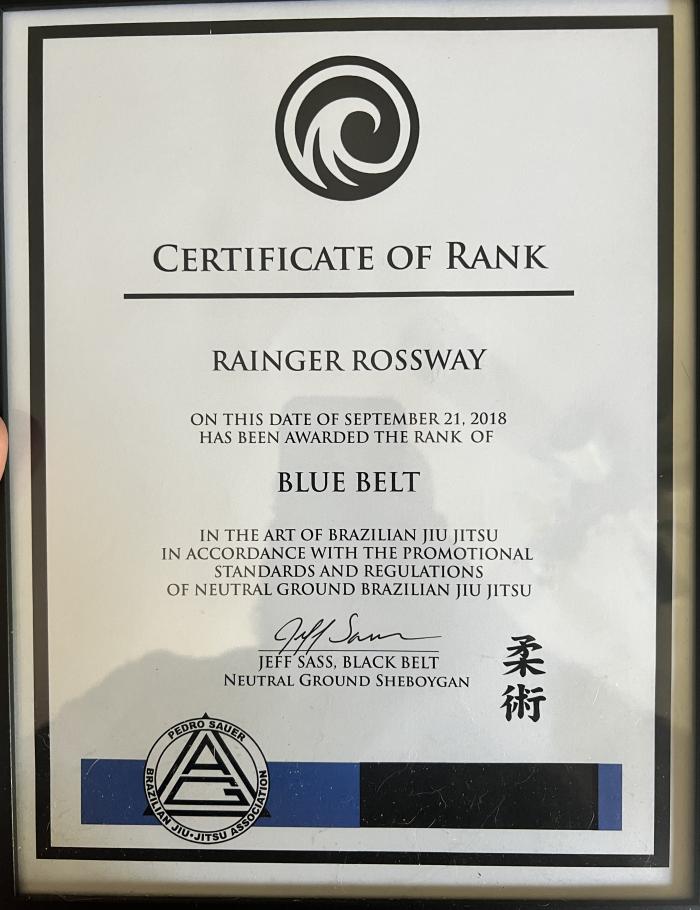 CERTIFICATE OF RANK
RAINGER ROSSWAY
ON THIS DATE OF SEPTEMBER 21, 2018
HAS BEEN AWARDED THE RANK OF
BLUE BELT
IN THE ART OF BRAZILIAN JIU JITSU
IN ACCORDANCE WITH THE PROMOTIONAL
STANDARDS AND REGULATIONS
OF NEUTRAL GROUND BRAZILIAN JIU JITSU
Jeff Sass
JEFF SASS, BLACK BELT
NEUTRAL GROUND SHEBOYGAN
柔
術
PEDRO SAUER
BRAZILIAN JIU-JITSU ASSOCIATION